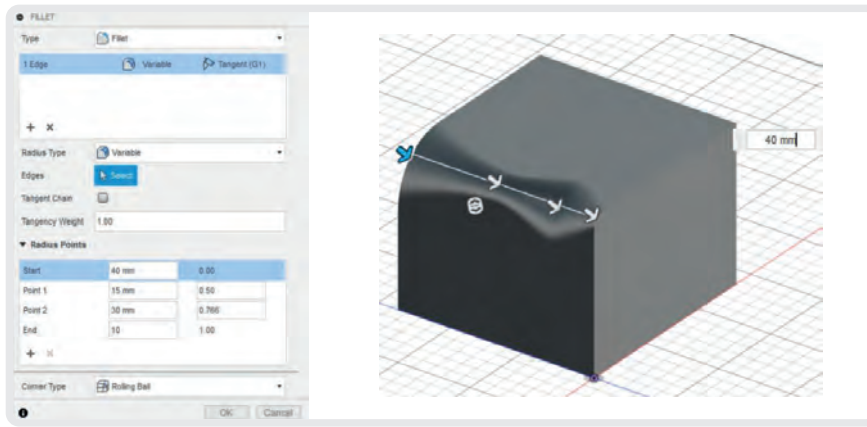 FILLET
Type Fillet
1 Edge Variable Tangent (G1)
Radius Type Variable
Edges Select
Tangent Chain
Tangency Weight 1.00
Radius Points
Start 40 mm 0.00
Point 1 15 mm 0.50
Point 2 30 mm 0.766
End 10 1.00
Corner Type Rolling Ball
OK Cancel
40 mm